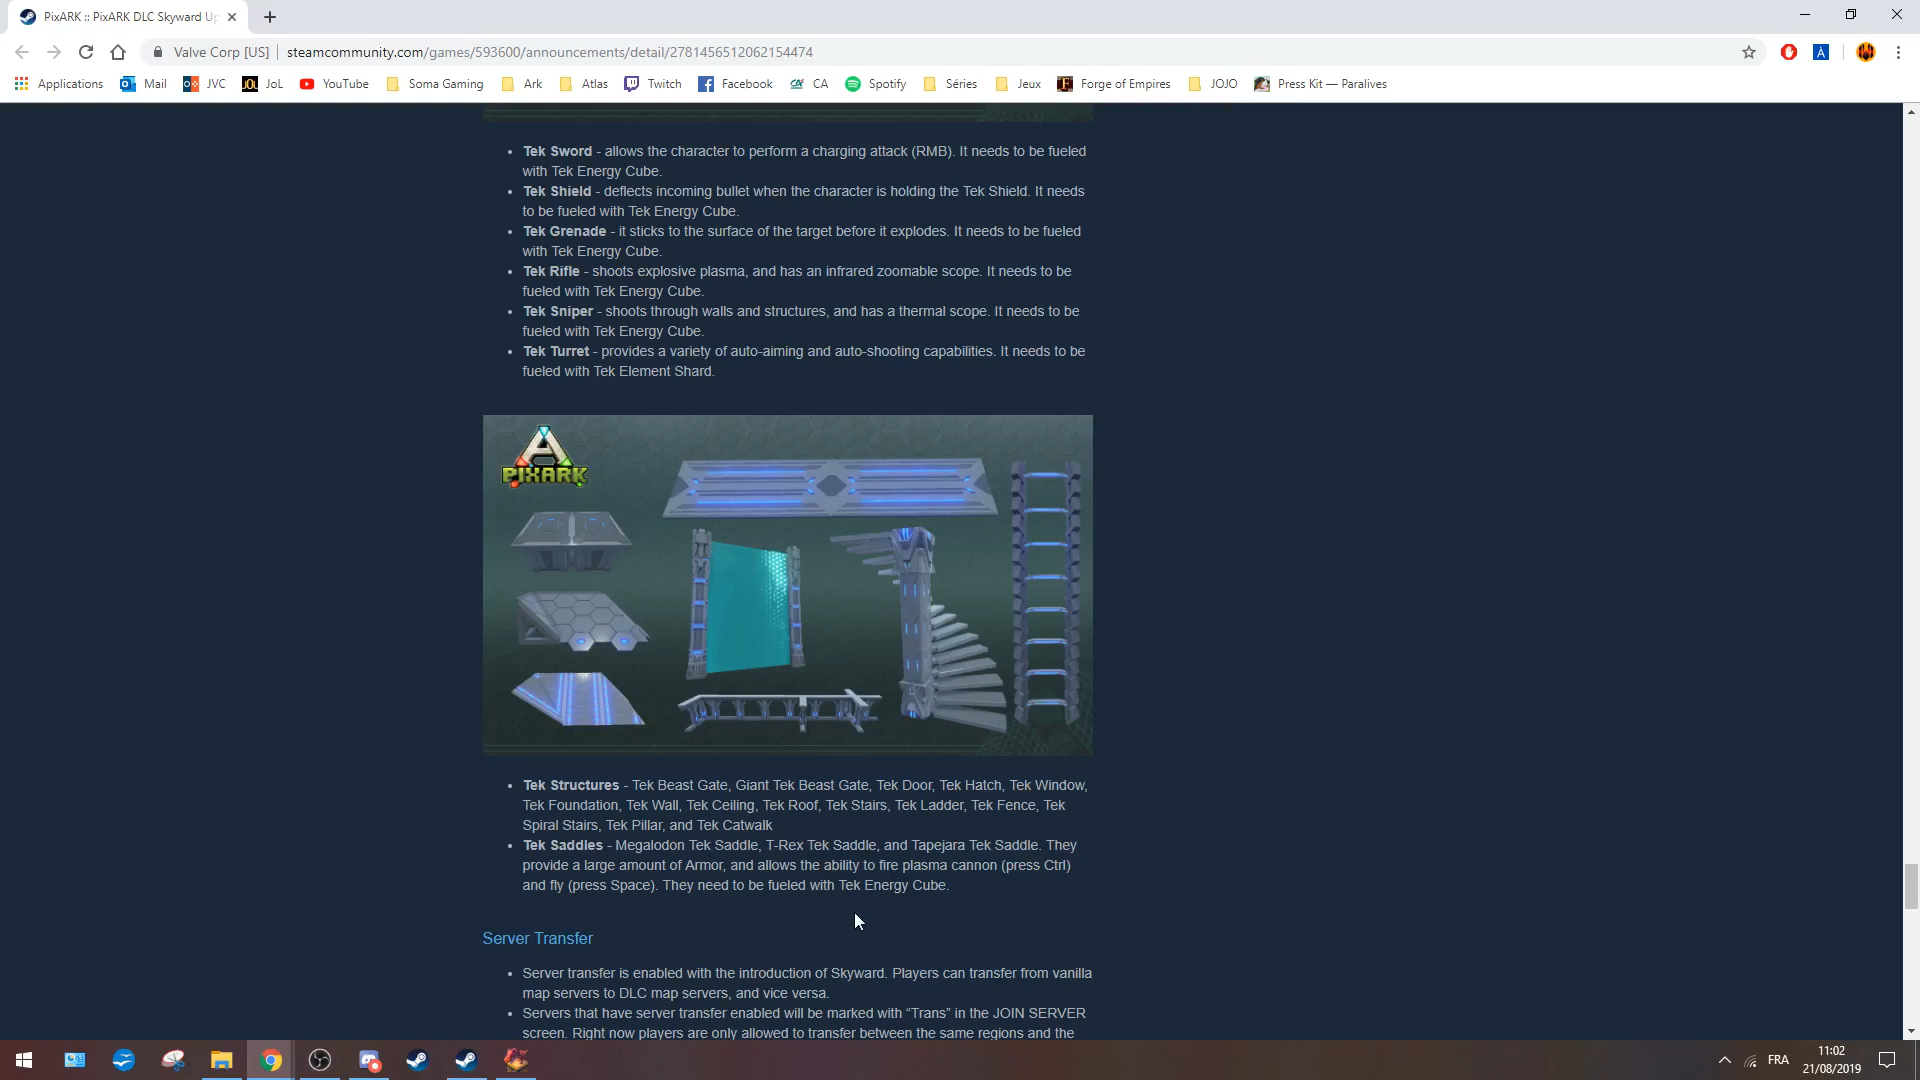 PixARK :: PixARK DLC Skyward Up
Valve Corp [US] | steamcommunity.com/games/593600/announcements/detail/2781456512062154474
Applications Mail JVC JoL YouTube Soma Gaming Ark Atlas Twitch Facebook CA Spotify Séries Jeux Forge of Empires JOJO Press Kit — Paralives
• Tek Sword - allows the character to perform a charging attack (RMB). It needs to be fueled
with Tek Energy Cube.
• Tek Shield - deflects incoming bullet when the character is holding the Tek Shield. It needs
to be fueled with Tek Energy Cube.
• Tek Grenade - it sticks to the surface of the target before it explodes. It needs to be fueled
with Tek Energy Cube.
• Tek Rifle - shoots explosive plasma, and has an infrared zoomable scope. It needs to be
fueled with Tek Energy Cube.
• Tek Sniper - shoots through walls and structures, and has a thermal scope. It needs to be
fueled with Tek Energy Cube.
• Tek Turret - provides a variety of auto-aiming and auto-shooting capabilities. It needs to be
fueled with Tek Element Shard.
PIXARK
• Tek Structures - Tek Beast Gate, Giant Tek Beast Gate, Tek Door, Tek Hatch, Tek Window,
Tek Foundation, Tek Wall, Tek Ceiling, Tek Roof, Tek Stairs, Tek Ladder, Tek Fence, Tek
Spiral Stairs, Tek Pillar, and Tek Catwalk
• Tek Saddles - Megalodon Tek Saddle, T-Rex Tek Saddle, and Tapejara Tek Saddle. They
provide a large amount of Armor, and allows the ability to fire plasma cannon (press Ctrl)
and fly (press Space). They need to be fueled with Tek Energy Cube.
Server Transfer
• Server transfer is enabled with the introduction of Skyward. Players can transfer from vanilla
map servers to DLC map servers, and vice versa.
• Servers that have server transfer enabled will be marked with “Trans” in the JOIN SERVER
screen. Right now players are only allowed to transfer between the same regions and the
FRA
11:02
21/08/2019